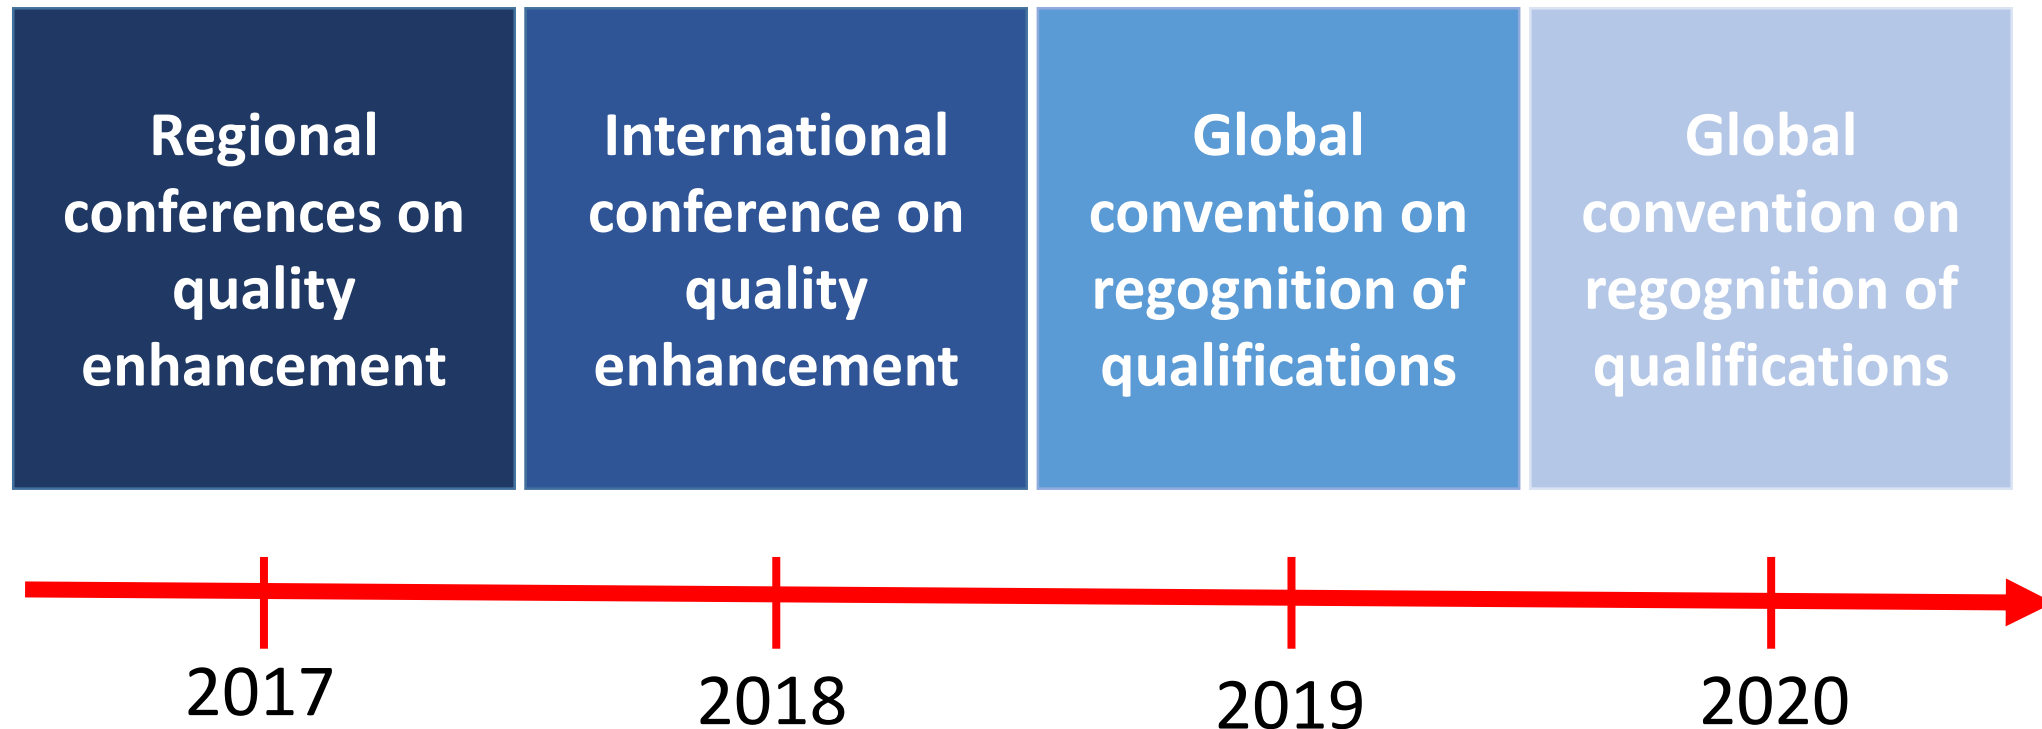 Regional
conferences on
quality
enhancement
International
conference on
quality
enhancement
Global
convention on
regognition of
qualifications
Global
convention on
regognition of
qualifications
2017
2018
2019
2020